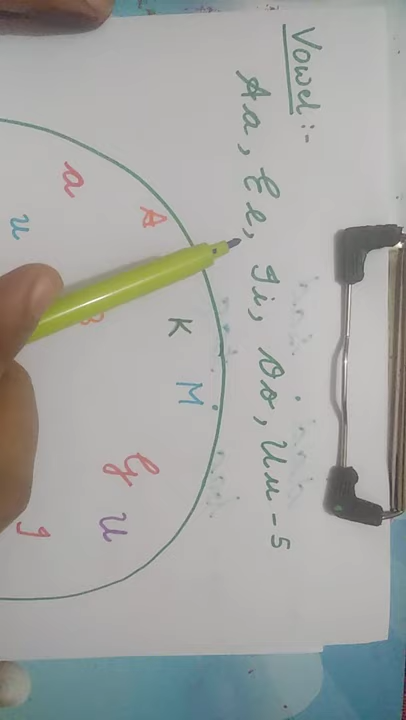 Vowel :-
Aa, Ee, Ii, Oo, Uu - 5
A K M
a B G U
u I